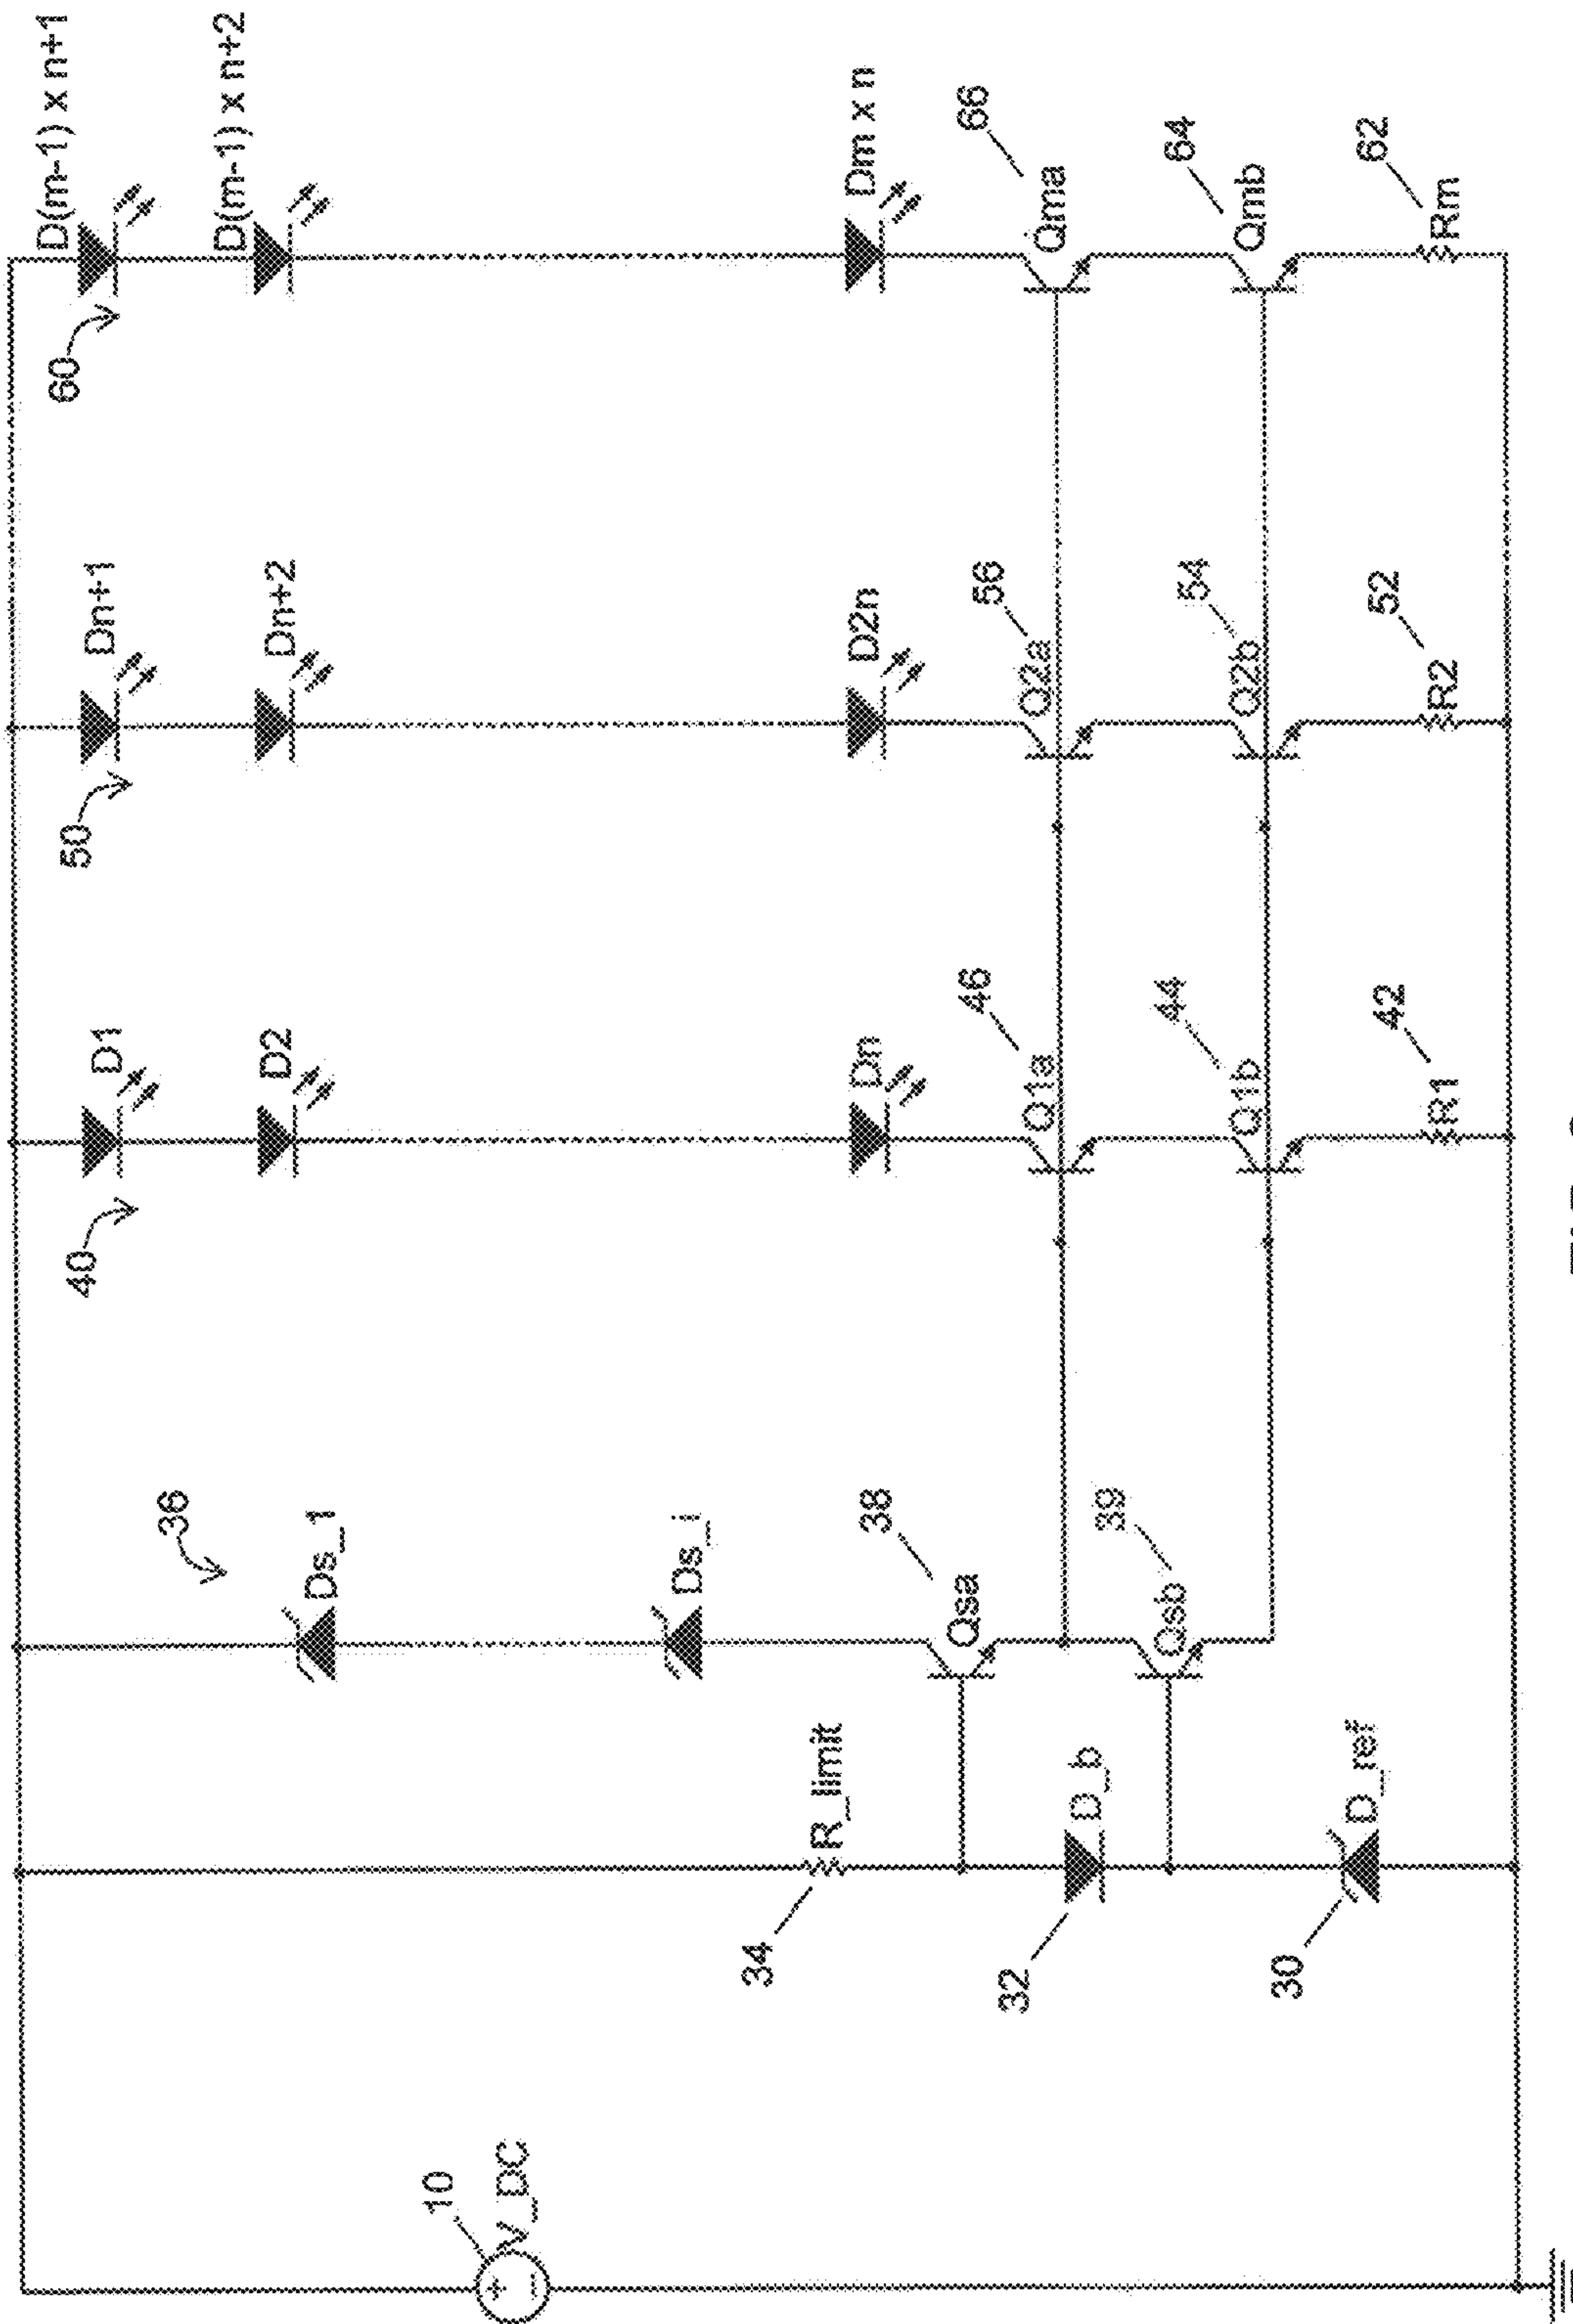 10
V_DC
34
R_limit
32
D_b
30
D_ref
36
Ds_1
Ds_i
38
Qsa
39
Qsb
40
D1
D2
Dn
46
Q1a
44
Q1b
42
R1
50
Dn+1
Dn+2
D2n
56
Q2a
54
Q2b
52
R2
60
D(m-1) x n+1
D(m-1) x n+2
Dm x n
66
Qma
64
Qmb
62
Rm